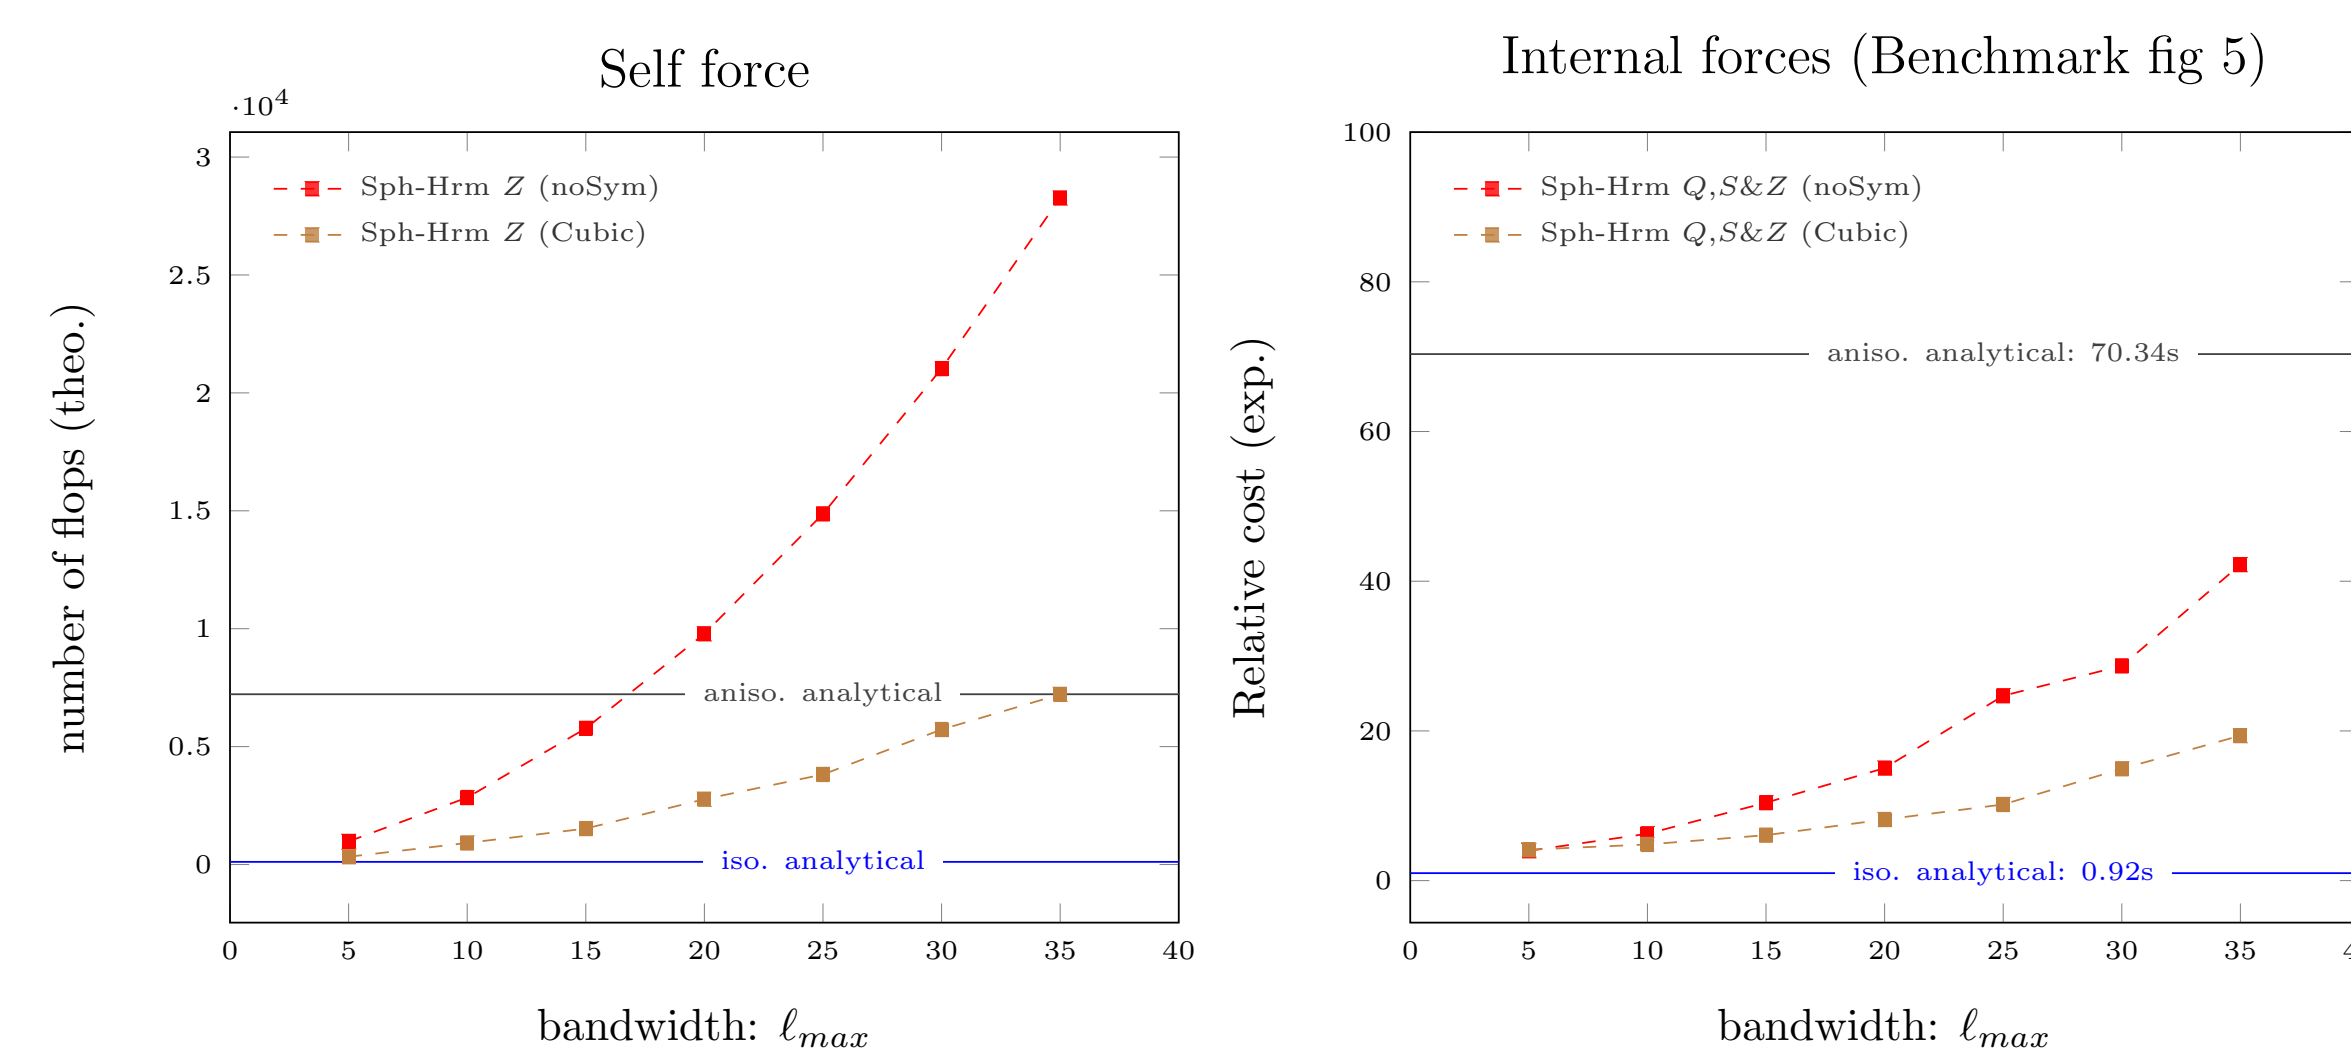 Self force
·10⁴
3
2.5
2
1.5
1
0.5
0
number of flops (theo.)
Sph-Hrm Z (noSym)
Sph-Hrm Z (Cubic)
aniso. analytical
iso. analytical
0 5 10 15 20 25 30 35 40
bandwidth: ℓmax
Internal forces (Benchmark fig 5)
100
80
60
40
20
0
Relative cost (exp.)
Sph-Hrm Q,S&Z (noSym)
Sph-Hrm Q,S&Z (Cubic)
aniso. analytical: 70.34s
iso. analytical: 0.92s
0 5 10 15 20 25 30 35
bandwidth: ℓmax